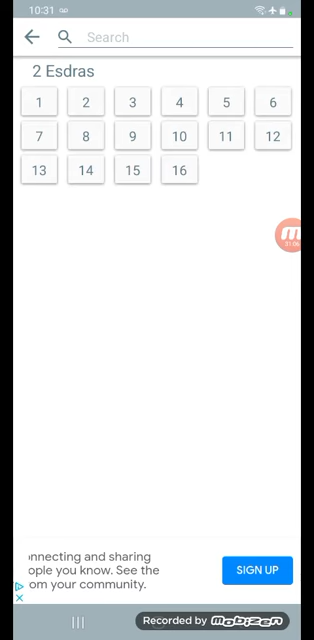 10:31
Search
2 Esdras
1 2 3 4 5 6
7 8 9 10 11 12
13 14 15 16
onnecting and sharing
ople you know. See the
om your community.
SIGN UP
Recorded by mobizen